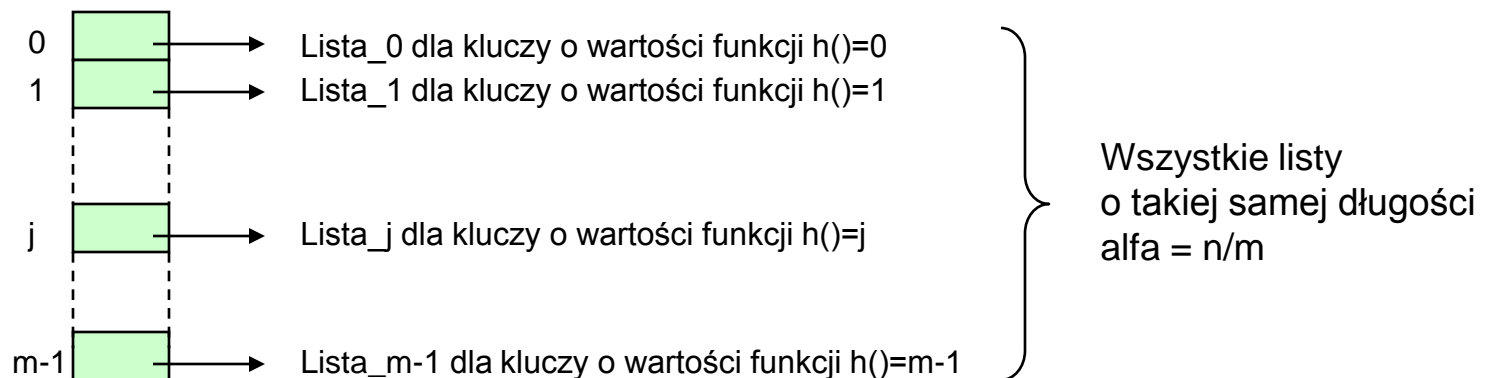 0 Lista_0 dla kluczy o wartości funkcji h()=0
1 Lista_1 dla kluczy o wartości funkcji h()=1
j Lista_j dla kluczy o wartości funkcji h()=j
m-1 Lista_m-1 dla kluczy o wartości funkcji h()=m-1
Wszystkie listy
o takiej samej długości
alfa = n/m